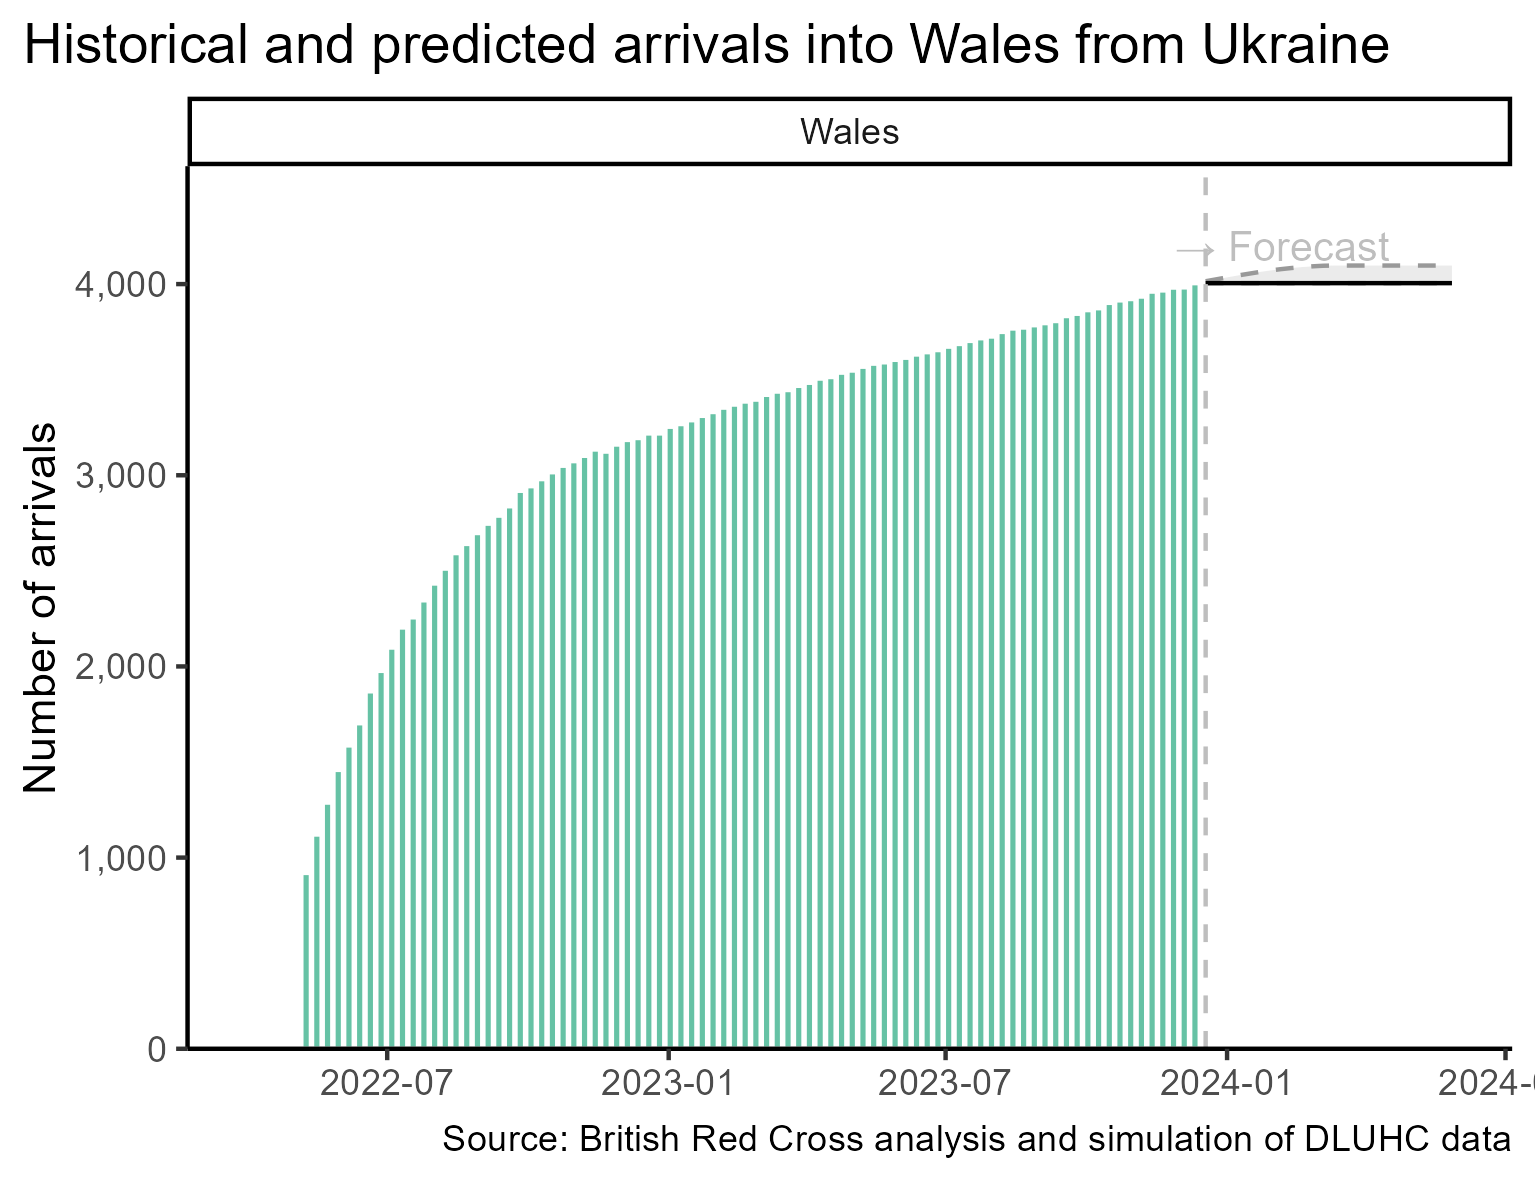 Historical and predicted arrivals into Wales from Ukraine
Wales
→ Forecast
Number of arrivals
4,000
3,000
2,000
1,000
0
2022-07
2023-01
2023-07
2024-01
2024-0
Source: British Red Cross analysis and simulation of DLUHC data